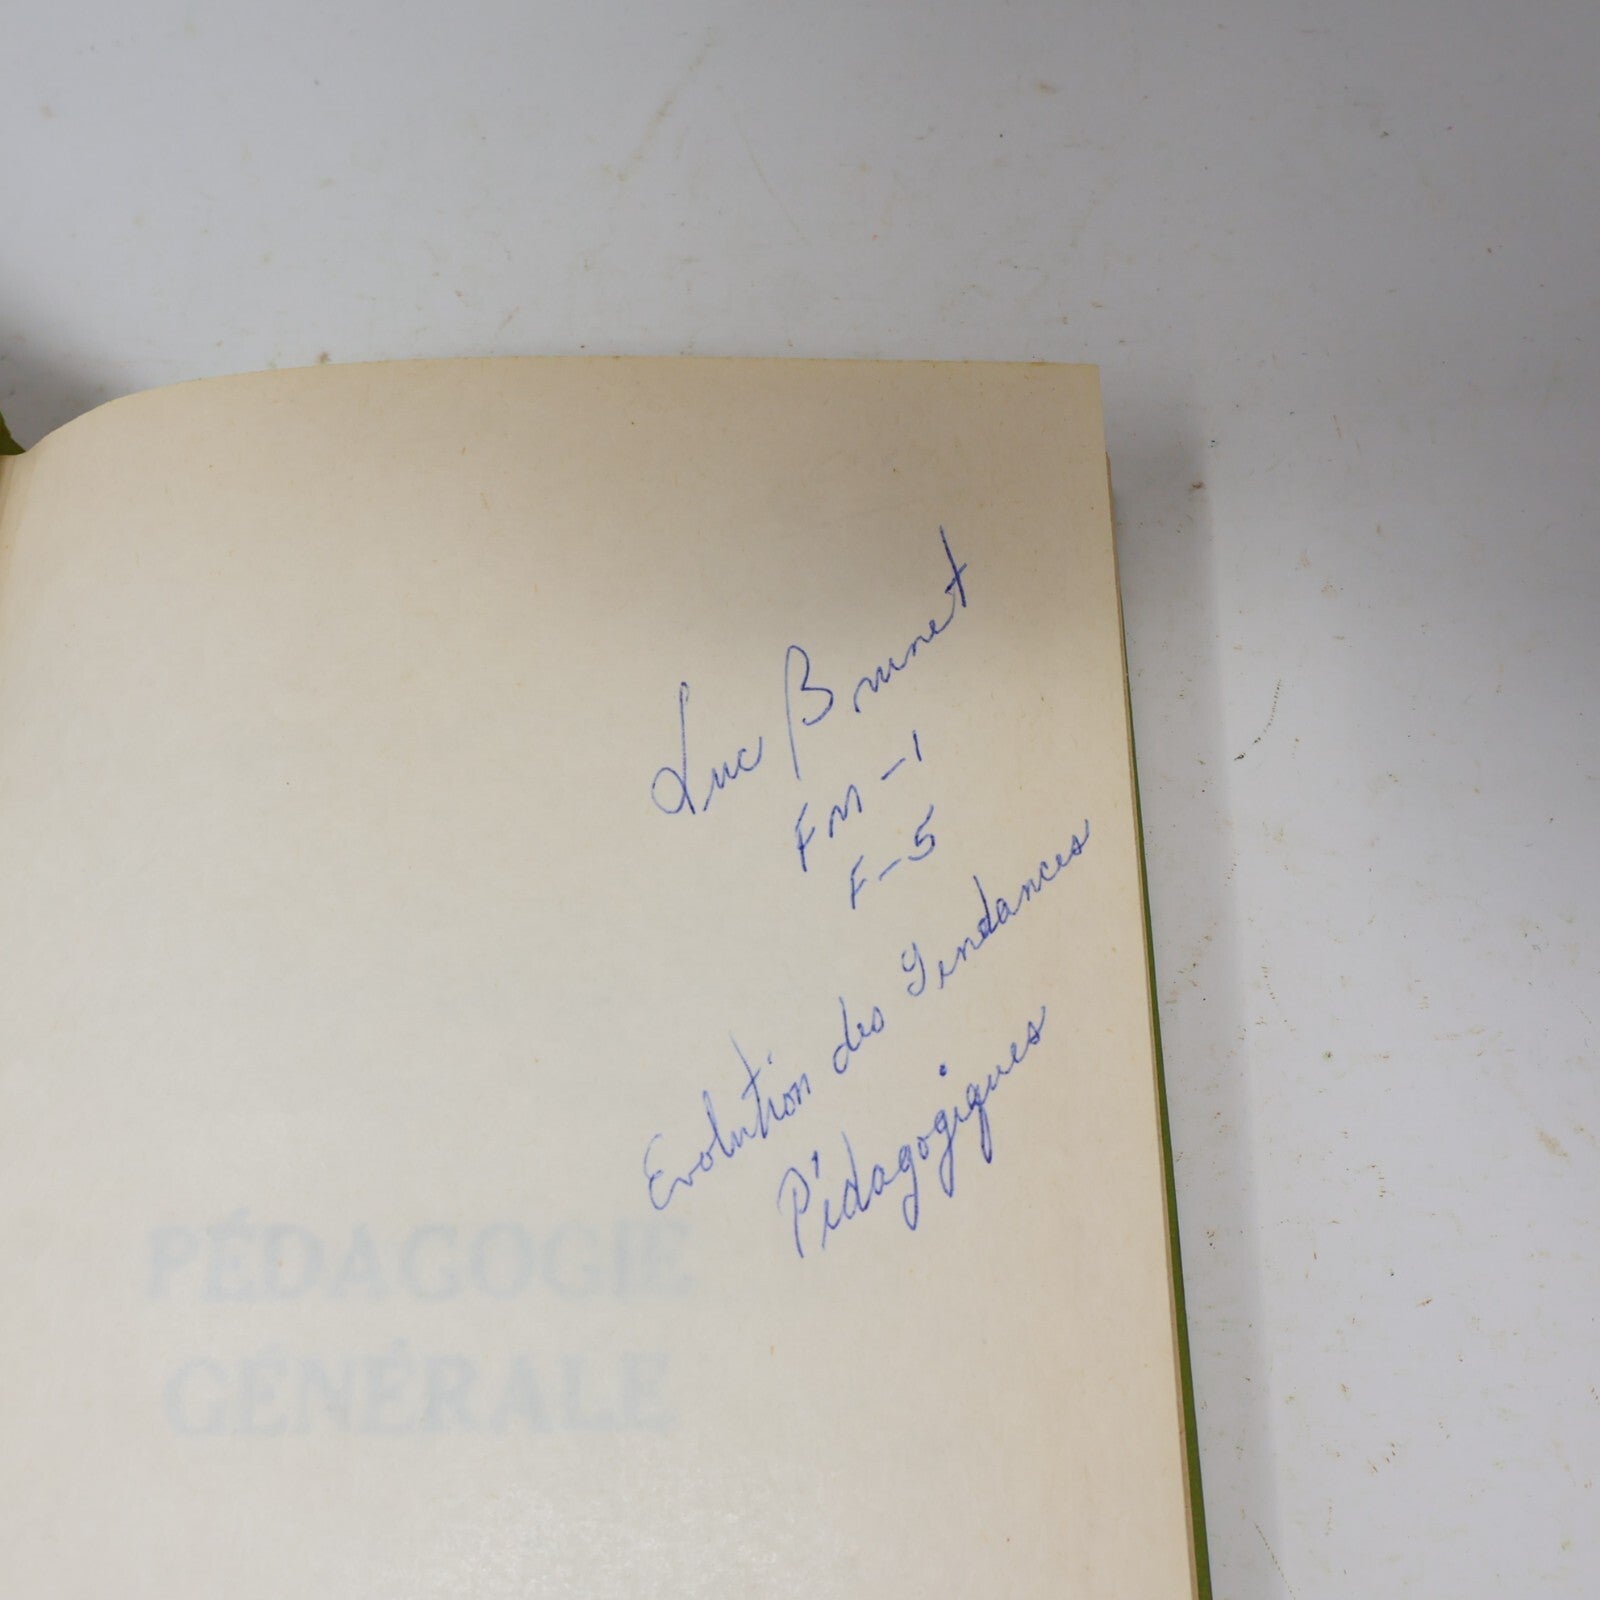 Luc Brunet
FM-1
F-5
Evolution des Tendances
Pédagogiques
PÉDAGOGIE
GÉNÉRALE